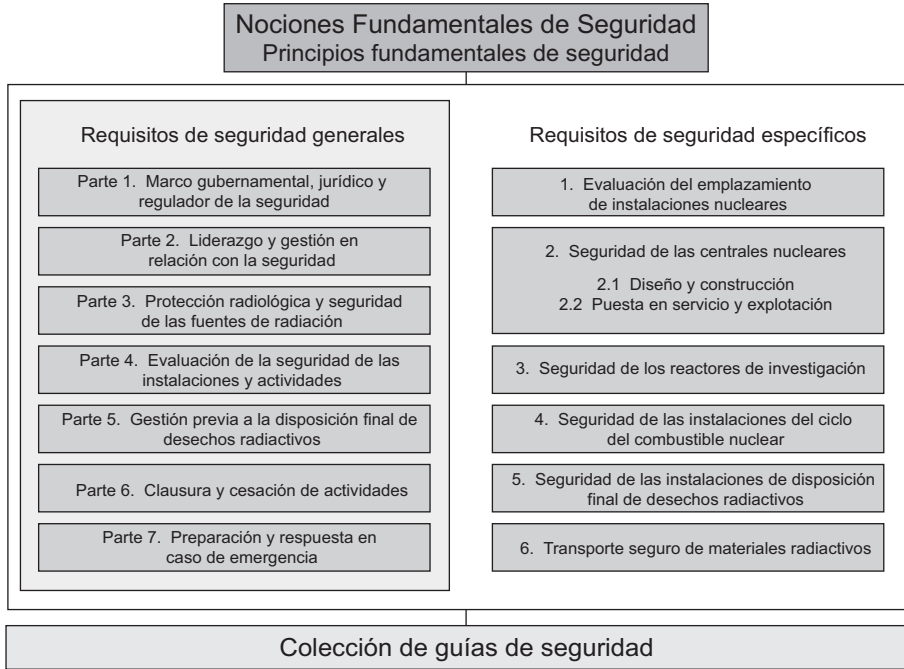 Nociones Fundamentales de Seguridad
Principios fundamentales de seguridad
Requisitos de seguridad generales
Parte 1. Marco gubernamental, jurídico y
regulador de la seguridad
Parte 2. Liderazgo y gestión en
relación con la seguridad
Parte 3. Protección radiológica y seguridad
de las fuentes de radiación
Parte 4. Evaluación de la seguridad de las
instalaciones y actividades
Parte 5. Gestión previa a la disposición final de
desechos radiactivos
Parte 6. Clausura y cesación de actividades
Parte 7. Preparación y respuesta en
caso de emergencia
Requisitos de seguridad específicos
1. Evaluación del emplazamiento
de instalaciones nucleares
2. Seguridad de las centrales nucleares
2.1 Diseño y construcción
2.2 Puesta en servicio y explotación
3. Seguridad de los reactores de investigación
4. Seguridad de las instalaciones del ciclo
del combustible nuclear
5. Seguridad de las instalaciones de disposición
final de desechos radiactivos
6. Transporte seguro de materiales radiactivos
Colección de guías de seguridad